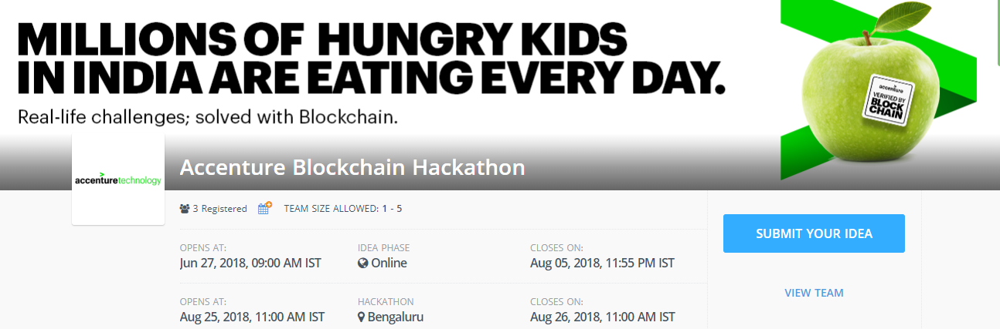 MILLIONS OF HUNGRY KIDS
IN INDIA ARE EATING EVERY DAY.
Real-life challenges; solved with Blockchain.
accenture
VERIFIED BY
BLOCK
CHAIN
accenturetechnology
Accenture Blockchain Hackathon
3 Registered TEAM SIZE ALLOWED: 1 - 5
SUBMIT YOUR IDEA
OPENS AT: IDEA PHASE CLOSES ON:
Jun 27, 2018, 09:00 AM IST Online Aug 05, 2018, 11:55 PM IST
VIEW TEAM
OPENS AT: HACKATHON CLOSES ON:
Aug 25, 2018, 11:00 AM IST Bengaluru Aug 26, 2018, 11:00 AM IST